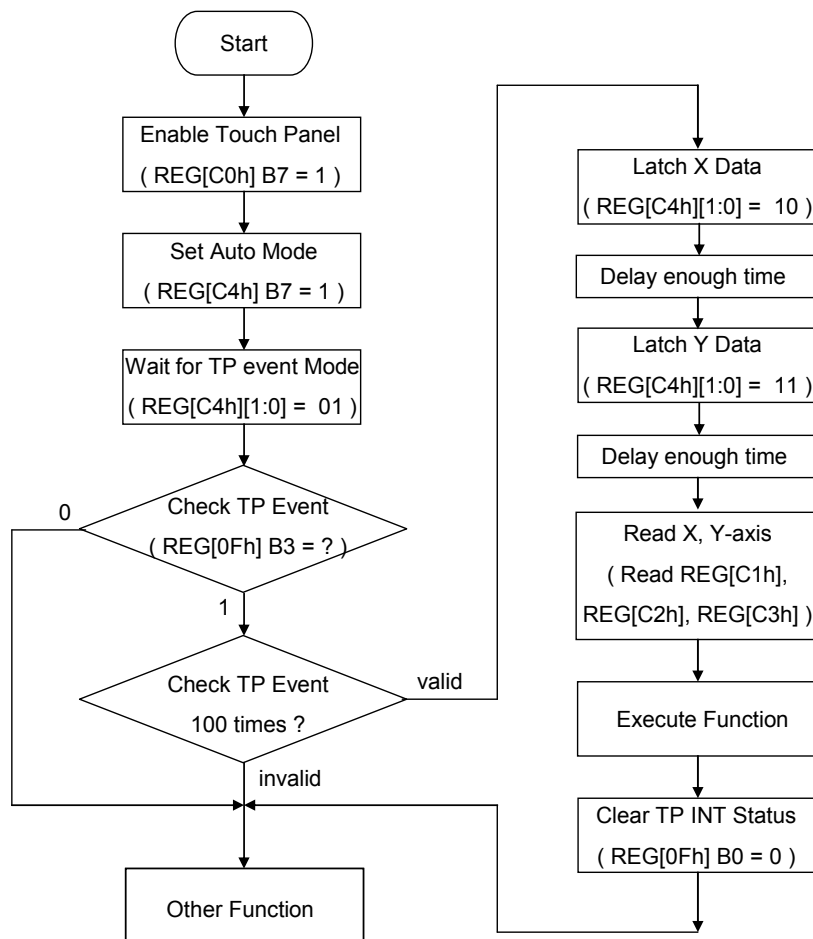 Start
Enable Touch Panel
( REG[C0h] B7 = 1 )
Set Auto Mode
( REG[C4h] B7 = 1 )
Wait for TP event Mode
( REG[C4h][1:0] = 01 )
0
Check TP Event
( REG[0Fh] B3 = ? )
1
Check TP Event
100 times ?
valid
invalid
Other Function
Latch X Data
( REG[C4h][1:0] = 10 )
Delay enough time
Latch Y Data
( REG[C4h][1:0] = 11 )
Delay enough time
Read X, Y-axis
( Read REG[C1h],
REG[C2h], REG[C3h] )
Execute Function
Clear TP INT Status
( REG[0Fh] B0 = 0 )